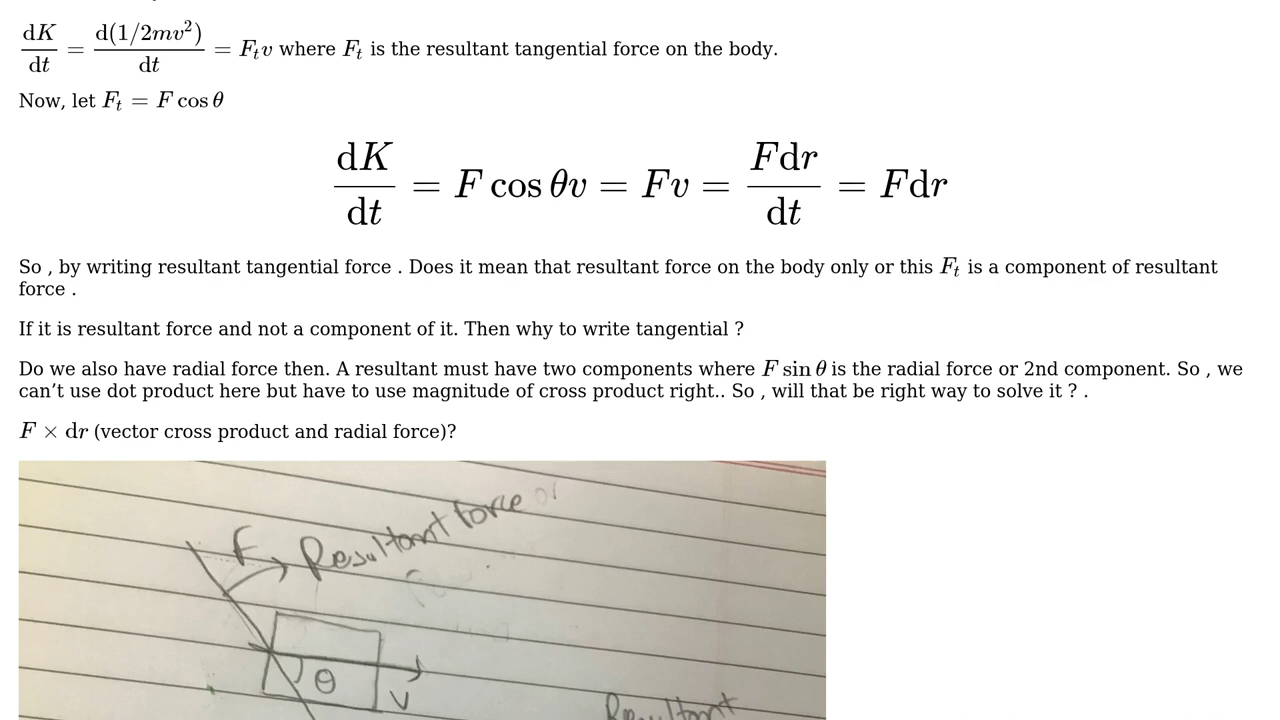 dK/dt = d(1/2mv²)/dt = Fₜv where Fₜ is the resultant tangential force on the body.
Now, let Fₜ = F cos θ
dK/dt = F cos θv = Fv = Fdr/dt = Fdr
So , by writing resultant tangential force . Does it mean that resultant force on the body only or this Fₜ is a component of resultant
force .
If it is resultant force and not a component of it. Then why to write tangential ?
Do we also have radial force then. A resultant must have two components where F sin θ is the radial force or 2nd component. So , we
can’t use dot product here but have to use magnitude of cross product right.. So , will that be right way to solve it ? .
F × dr (vector cross product and radial force)?
F → Resultant force or
θ
v
Resultant